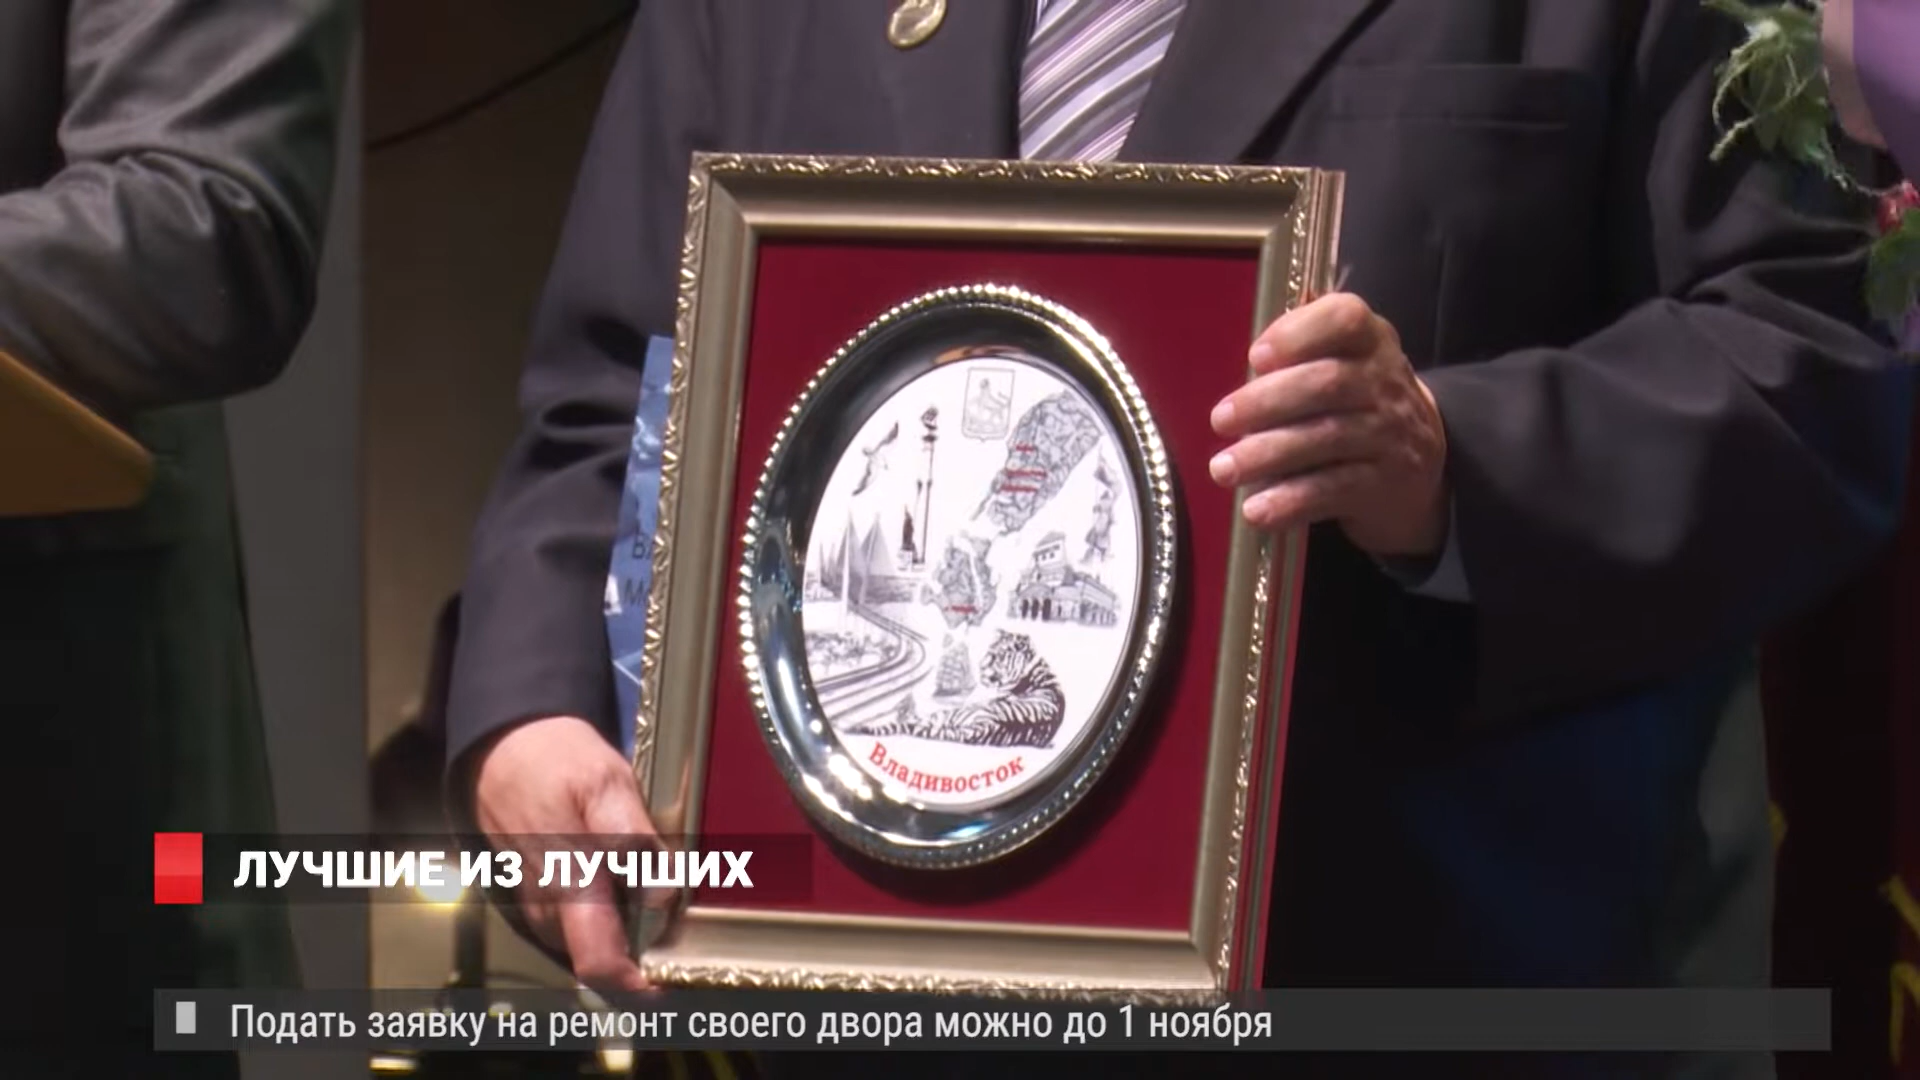 Владивосток
ЛУЧШИЕ ИЗ ЛУЧШИХ
Подать заявку на ремонт своего двора можно до 1 ноября